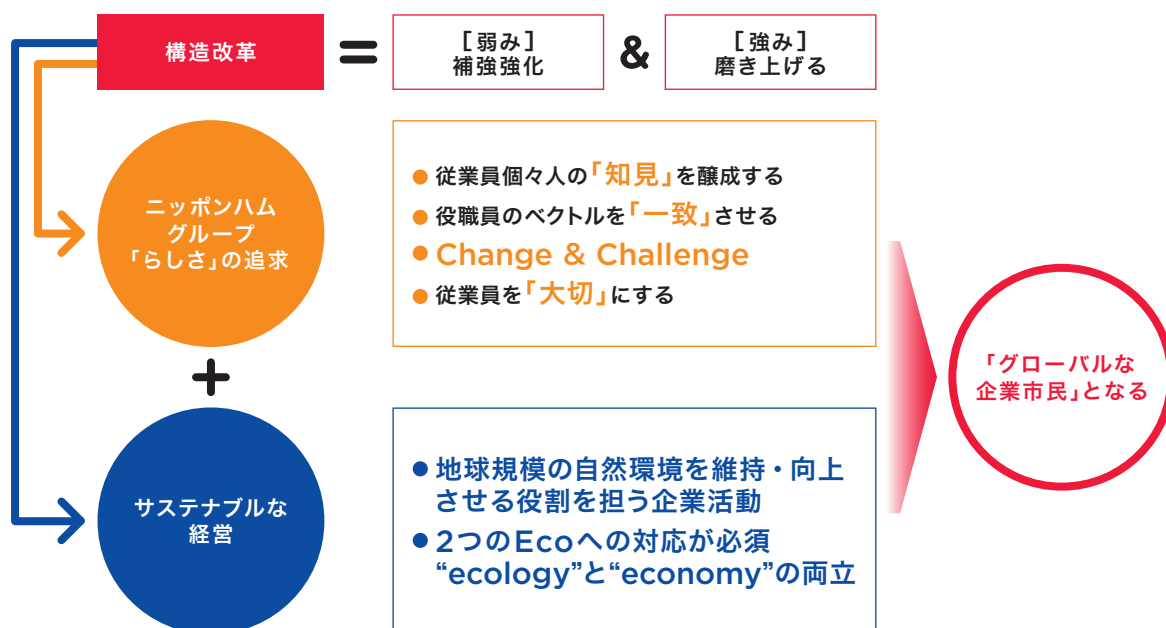 構造改革
=
[弱み]
補強強化
&
[強み]
磨き上げる
ニッポンハム
グループ
「らしさ」の追求
● 従業員個々人の「知見」を醸成する
● 役職員のベクトルを「一致」させる
● Change & Challenge
● 従業員を「大切」にする
+
サステナブルな
経営
● 地球規模の自然環境を維持・向上
させる役割を担う企業活動
● 2つのEcoへの対応が必須
“ecology”と“economy”の両立
「グローバルな
企業市民」となる